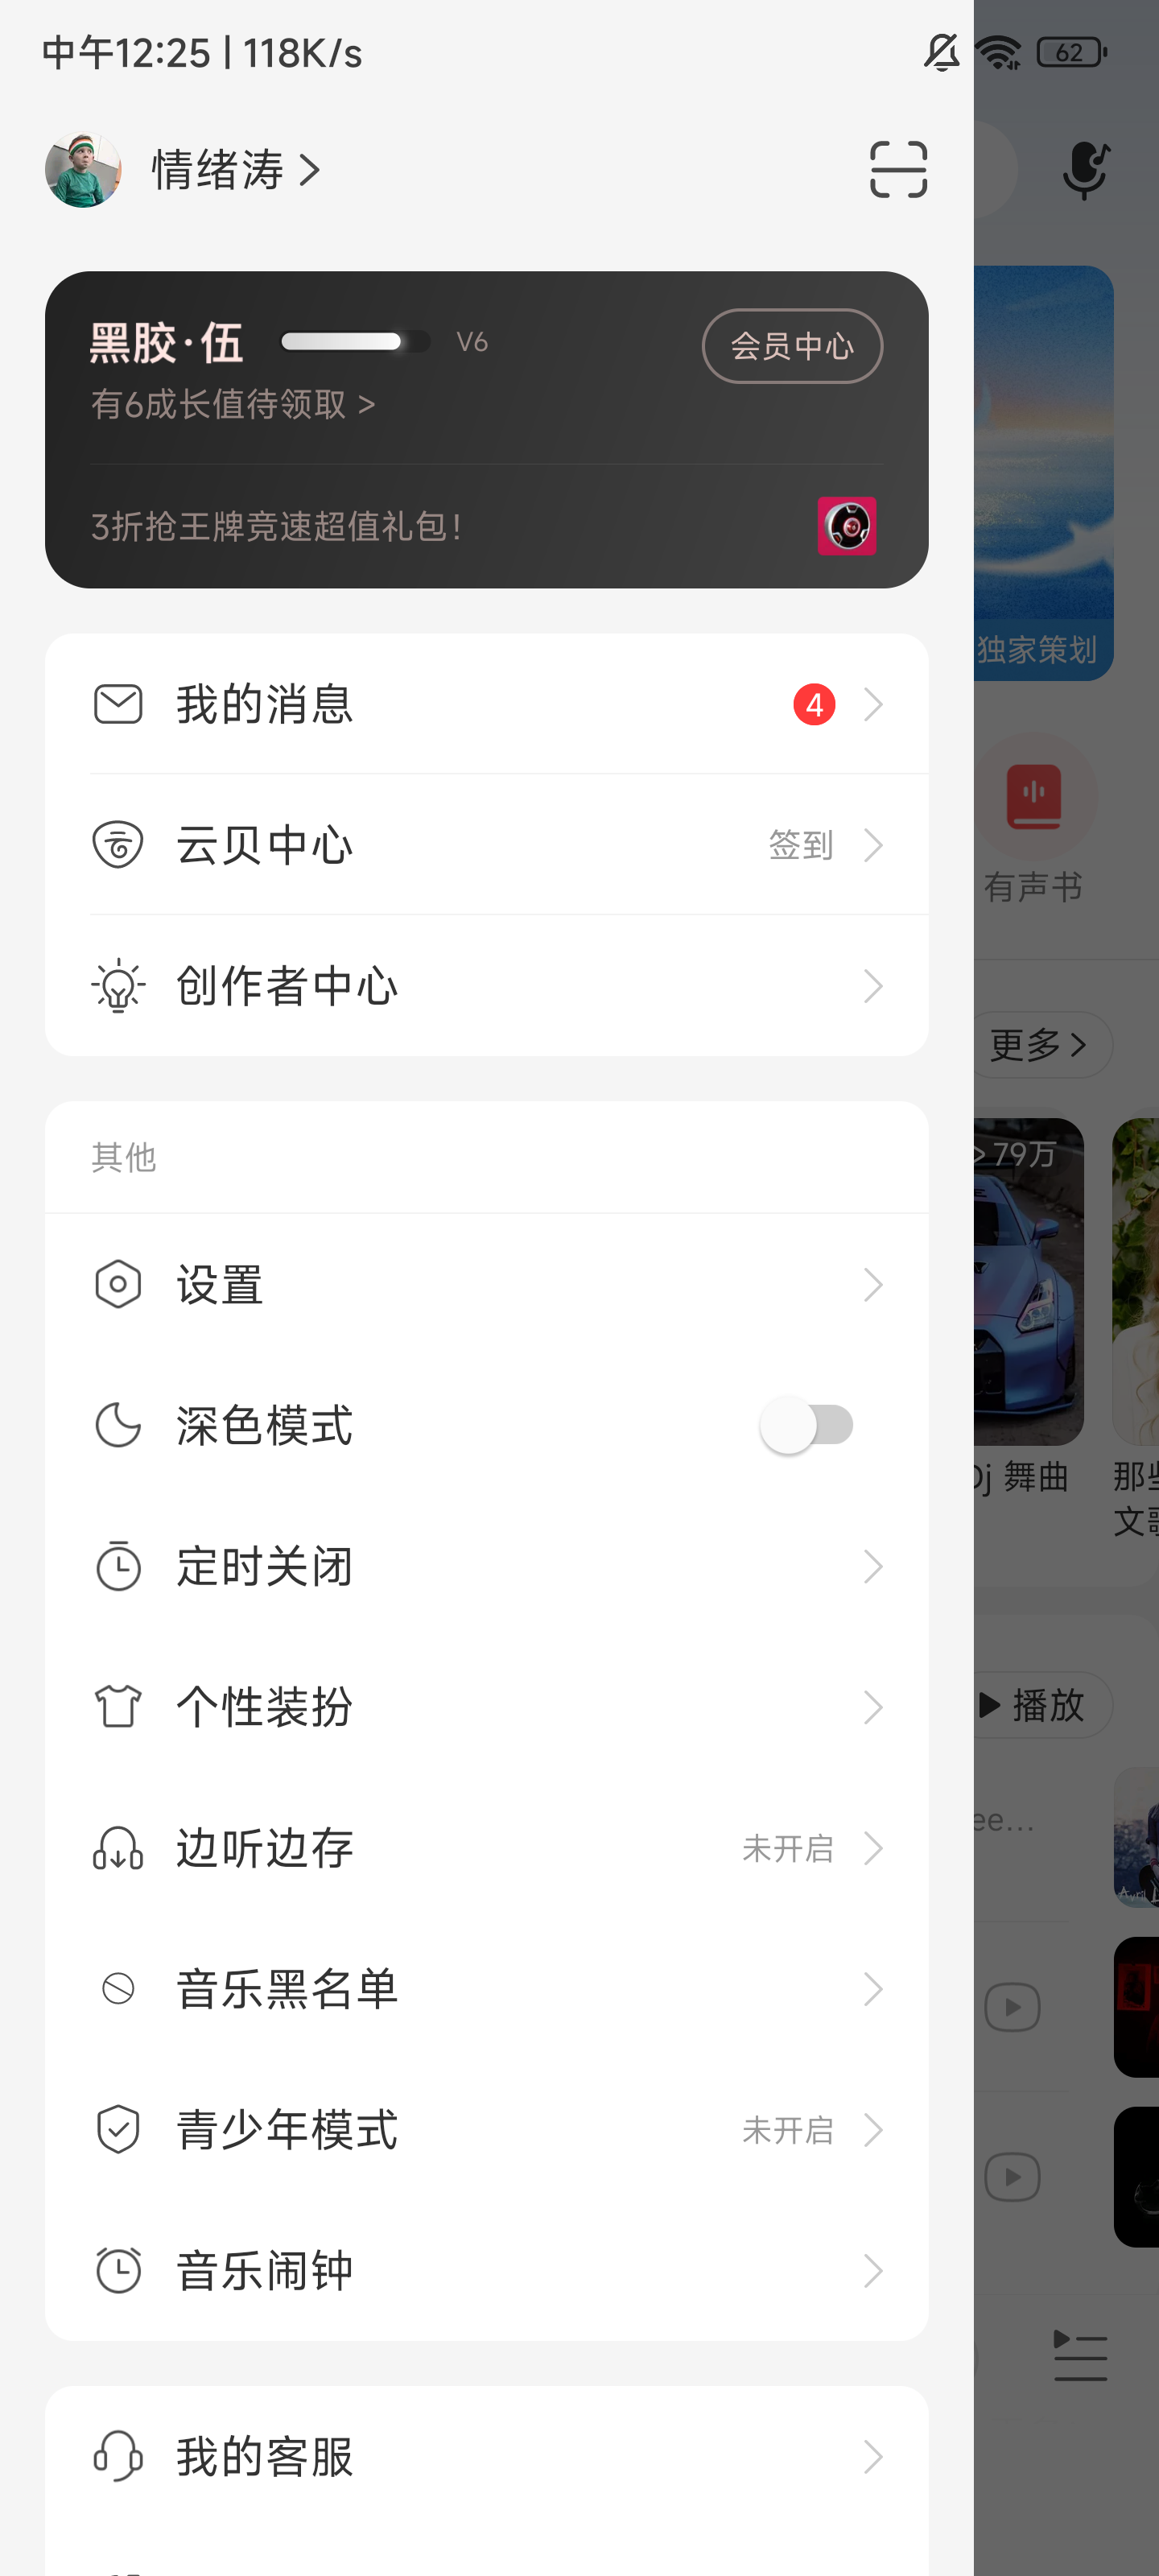 中午12:25 | 118K/s
62
情绪涛
黑胶·伍
V6
会员中心
有6成长值待领取 >
3折抢王牌竞速超值礼包!
独家策划
我的消息
4
云贝中心
签到
有声书
创作者中心
更多
其他
79万
设置
深色模式
Dj 舞曲
那些
文歌
定时关闭
个性装扮
播放
边听边存
未开启
ee...
音乐黑名单
青少年模式
未开启
音乐闹钟
我的客服